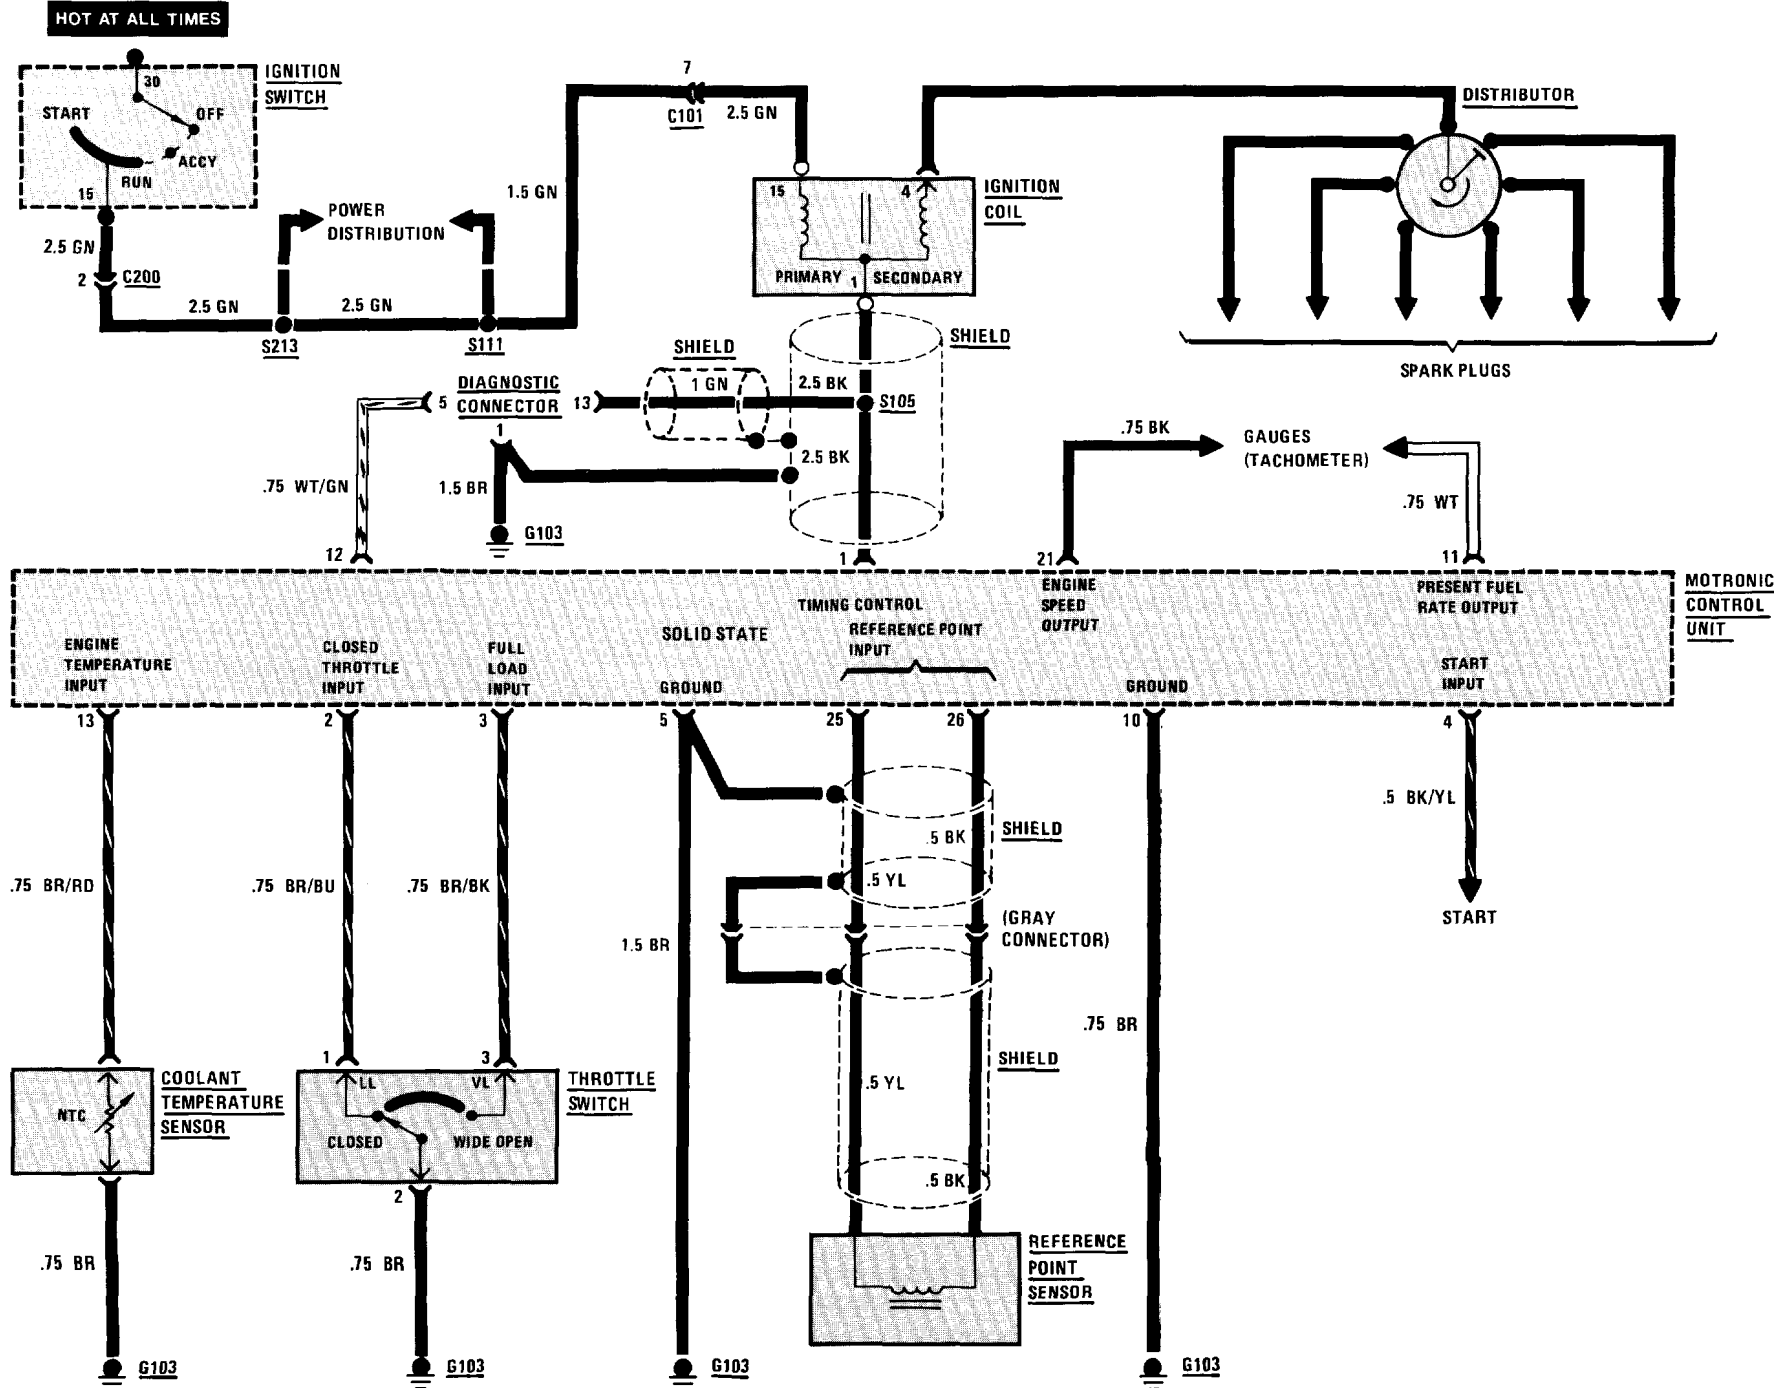 HOT AT ALL TIMES
30
IGNITION
SWITCH
START
OFF
ACCY
RUN
15
2.5 GN
2
C200
2.5 GN
2.5 GN
S213
S111
POWER
DISTRIBUTION
1.5 GN
7
C101
2.5 GN
15
4
IGNITION
COIL
PRIMARY
1
SECONDARY
DISTRIBUTOR
SPARK PLUGS
SHIELD
SHIELD
1 GN
2.5 BK
S105
DIAGNOSTIC
CONNECTOR
5
13
1
2.5 BK
.75 WT/GN
1.5 BR
G103
.75 BK
GAUGES
(TACHOMETER)
.75 WT
12
1
21
11
MOTRONIC
CONTROL
UNIT
ENGINE
SPEED
OUTPUT
PRESENT FUEL
RATE OUTPUT
TIMING CONTROL
SOLID STATE
REFERENCE POINT
INPUT
ENGINE
TEMPERATURE
INPUT
CLOSED
THROTTLE
INPUT
FULL
LOAD
INPUT
GROUND
GROUND
START
INPUT
13
2
3
5
25
26
10
4
.5 BK/YL
START
.5 BK
SHIELD
.5 YL
(GRAY
CONNECTOR)
.75 BR/RD
.75 BR/BU
.75 BR/BK
1.5 BR
.75 BR
SHIELD
.5 YL
.5 BK
1
3
NTC
COOLANT
TEMPERATURE
SENSOR
LL
VL
CLOSED
WIDE OPEN
THROTTLE
SWITCH
2
.75 BR
.75 BR
REFERENCE
POINT
SENSOR
G103
G103
G103
G103